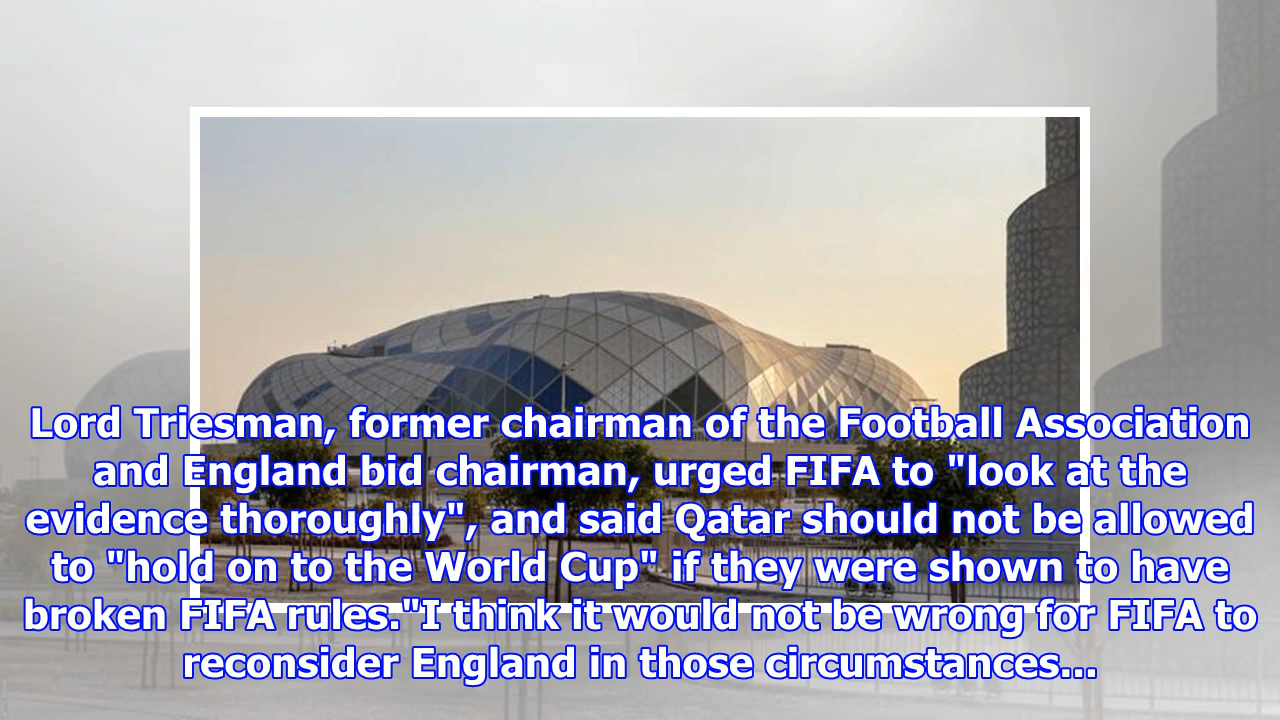 Lord Triesman, former chairman of the Football Association
and England bid chairman, urged FIFA to "look at the
evidence thoroughly", and said Qatar should not be allowed
to "hold on to the World Cup" if they were shown to have
broken FIFA rules."I think it would not be wrong for FIFA to
reconsider England in those circumstances...